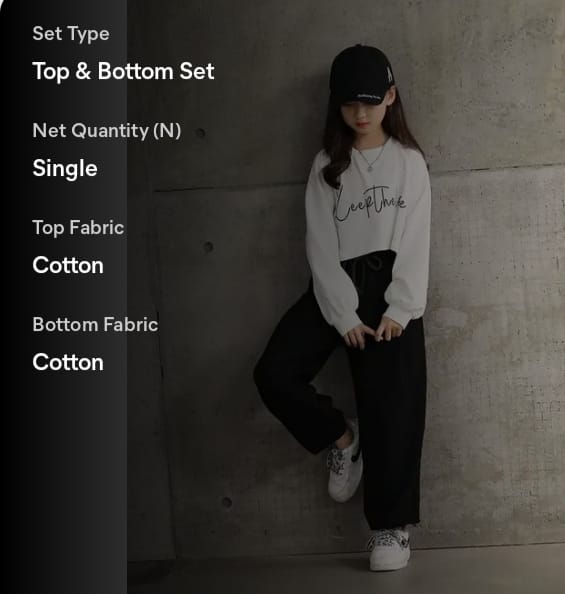 Set Type
Top & Bottom Set
Net Quantity (N)
Single
Top Fabric
Cotton
Bottom Fabric
Cotton